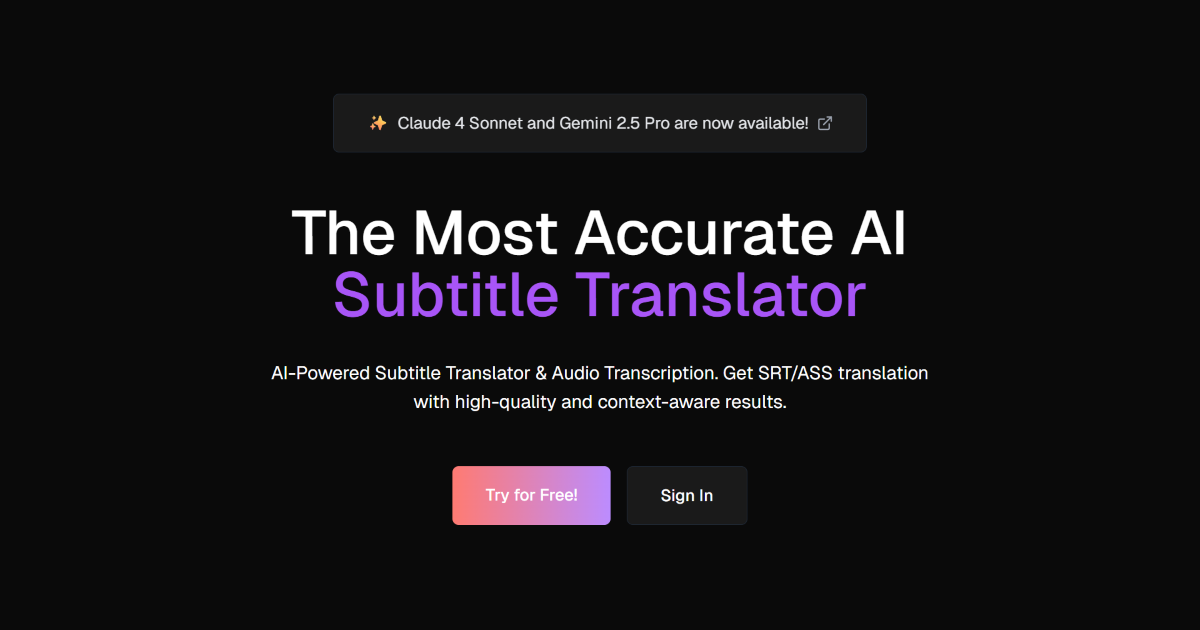 ✨ Claude 4 Sonnet and Gemini 2.5 Pro are now available!
The Most Accurate AI
Subtitle Translator
AI-Powered Subtitle Translator & Audio Transcription. Get SRT/ASS translation
with high-quality and context-aware results.
Try for Free!
Sign In